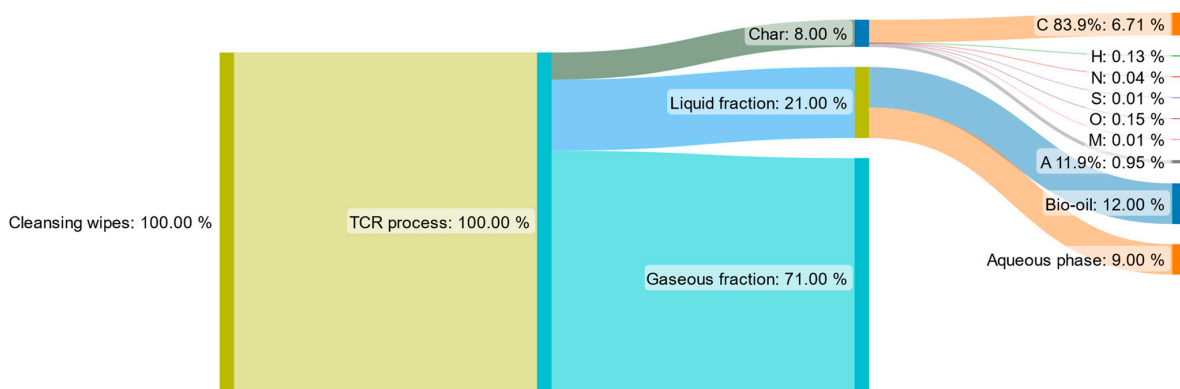 Cleansing wipes: 100.00 %
TCR process: 100.00 %
Char: 8.00 %
Liquid fraction: 21.00 %
Gaseous fraction: 71.00 %
C 83.9%: 6.71 %
H: 0.13 %
N: 0.04 %
S: 0.01 %
O: 0.15 %
M: 0.01 %
A 11.9%: 0.95 %
Bio-oil: 12.00 %
Aqueous phase: 9.00 %